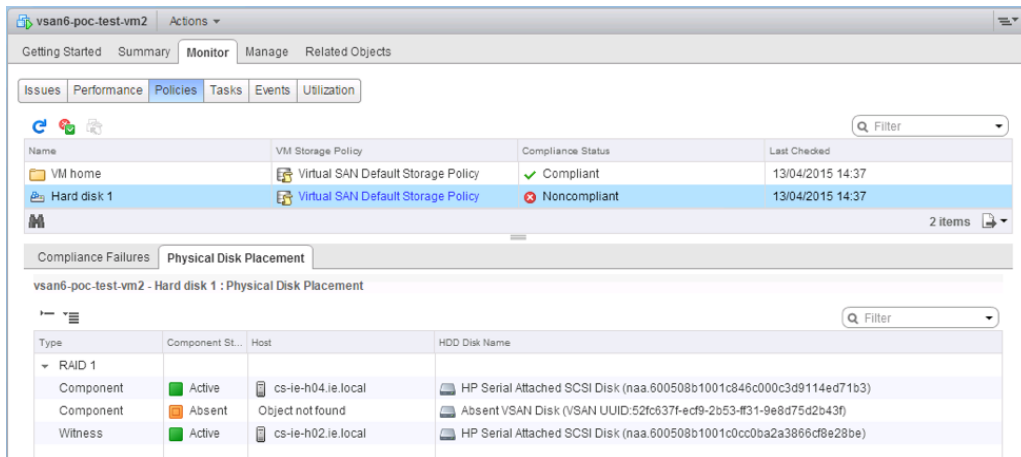 vsan6-poc-test-vm2 Actions
Getting Started Summary Monitor Manage Related Objects
Issues Performance Policies Tasks Events Utilization
Filter
Name VM Storage Policy Compliance Status Last Checked
VM home Virtual SAN Default Storage Policy Compliant 13/04/2015 14:37
Hard disk 1 Virtual SAN Default Storage Policy Noncompliant 13/04/2015 14:37
2 items
Compliance Failures Physical Disk Placement
vsan6-poc-test-vm2 - Hard disk 1 : Physical Disk Placement
Filter
Type Component St... Host HDD Disk Name
RAID 1
Component Active cs-ie-h04.ie.local HP Serial Attached SCSI Disk (naa.600508b1001c846c000c3d9114ed71b3)
Component Absent Object not found Absent VSAN Disk (VSAN UUID:52fc637f-ecf9-2b53-ff31-9e8d75d2b43f)
Witness Active cs-ie-h02.ie.local HP Serial Attached SCSI Disk (naa.600508b1001c0cc0ba2a3866cf8e28be)